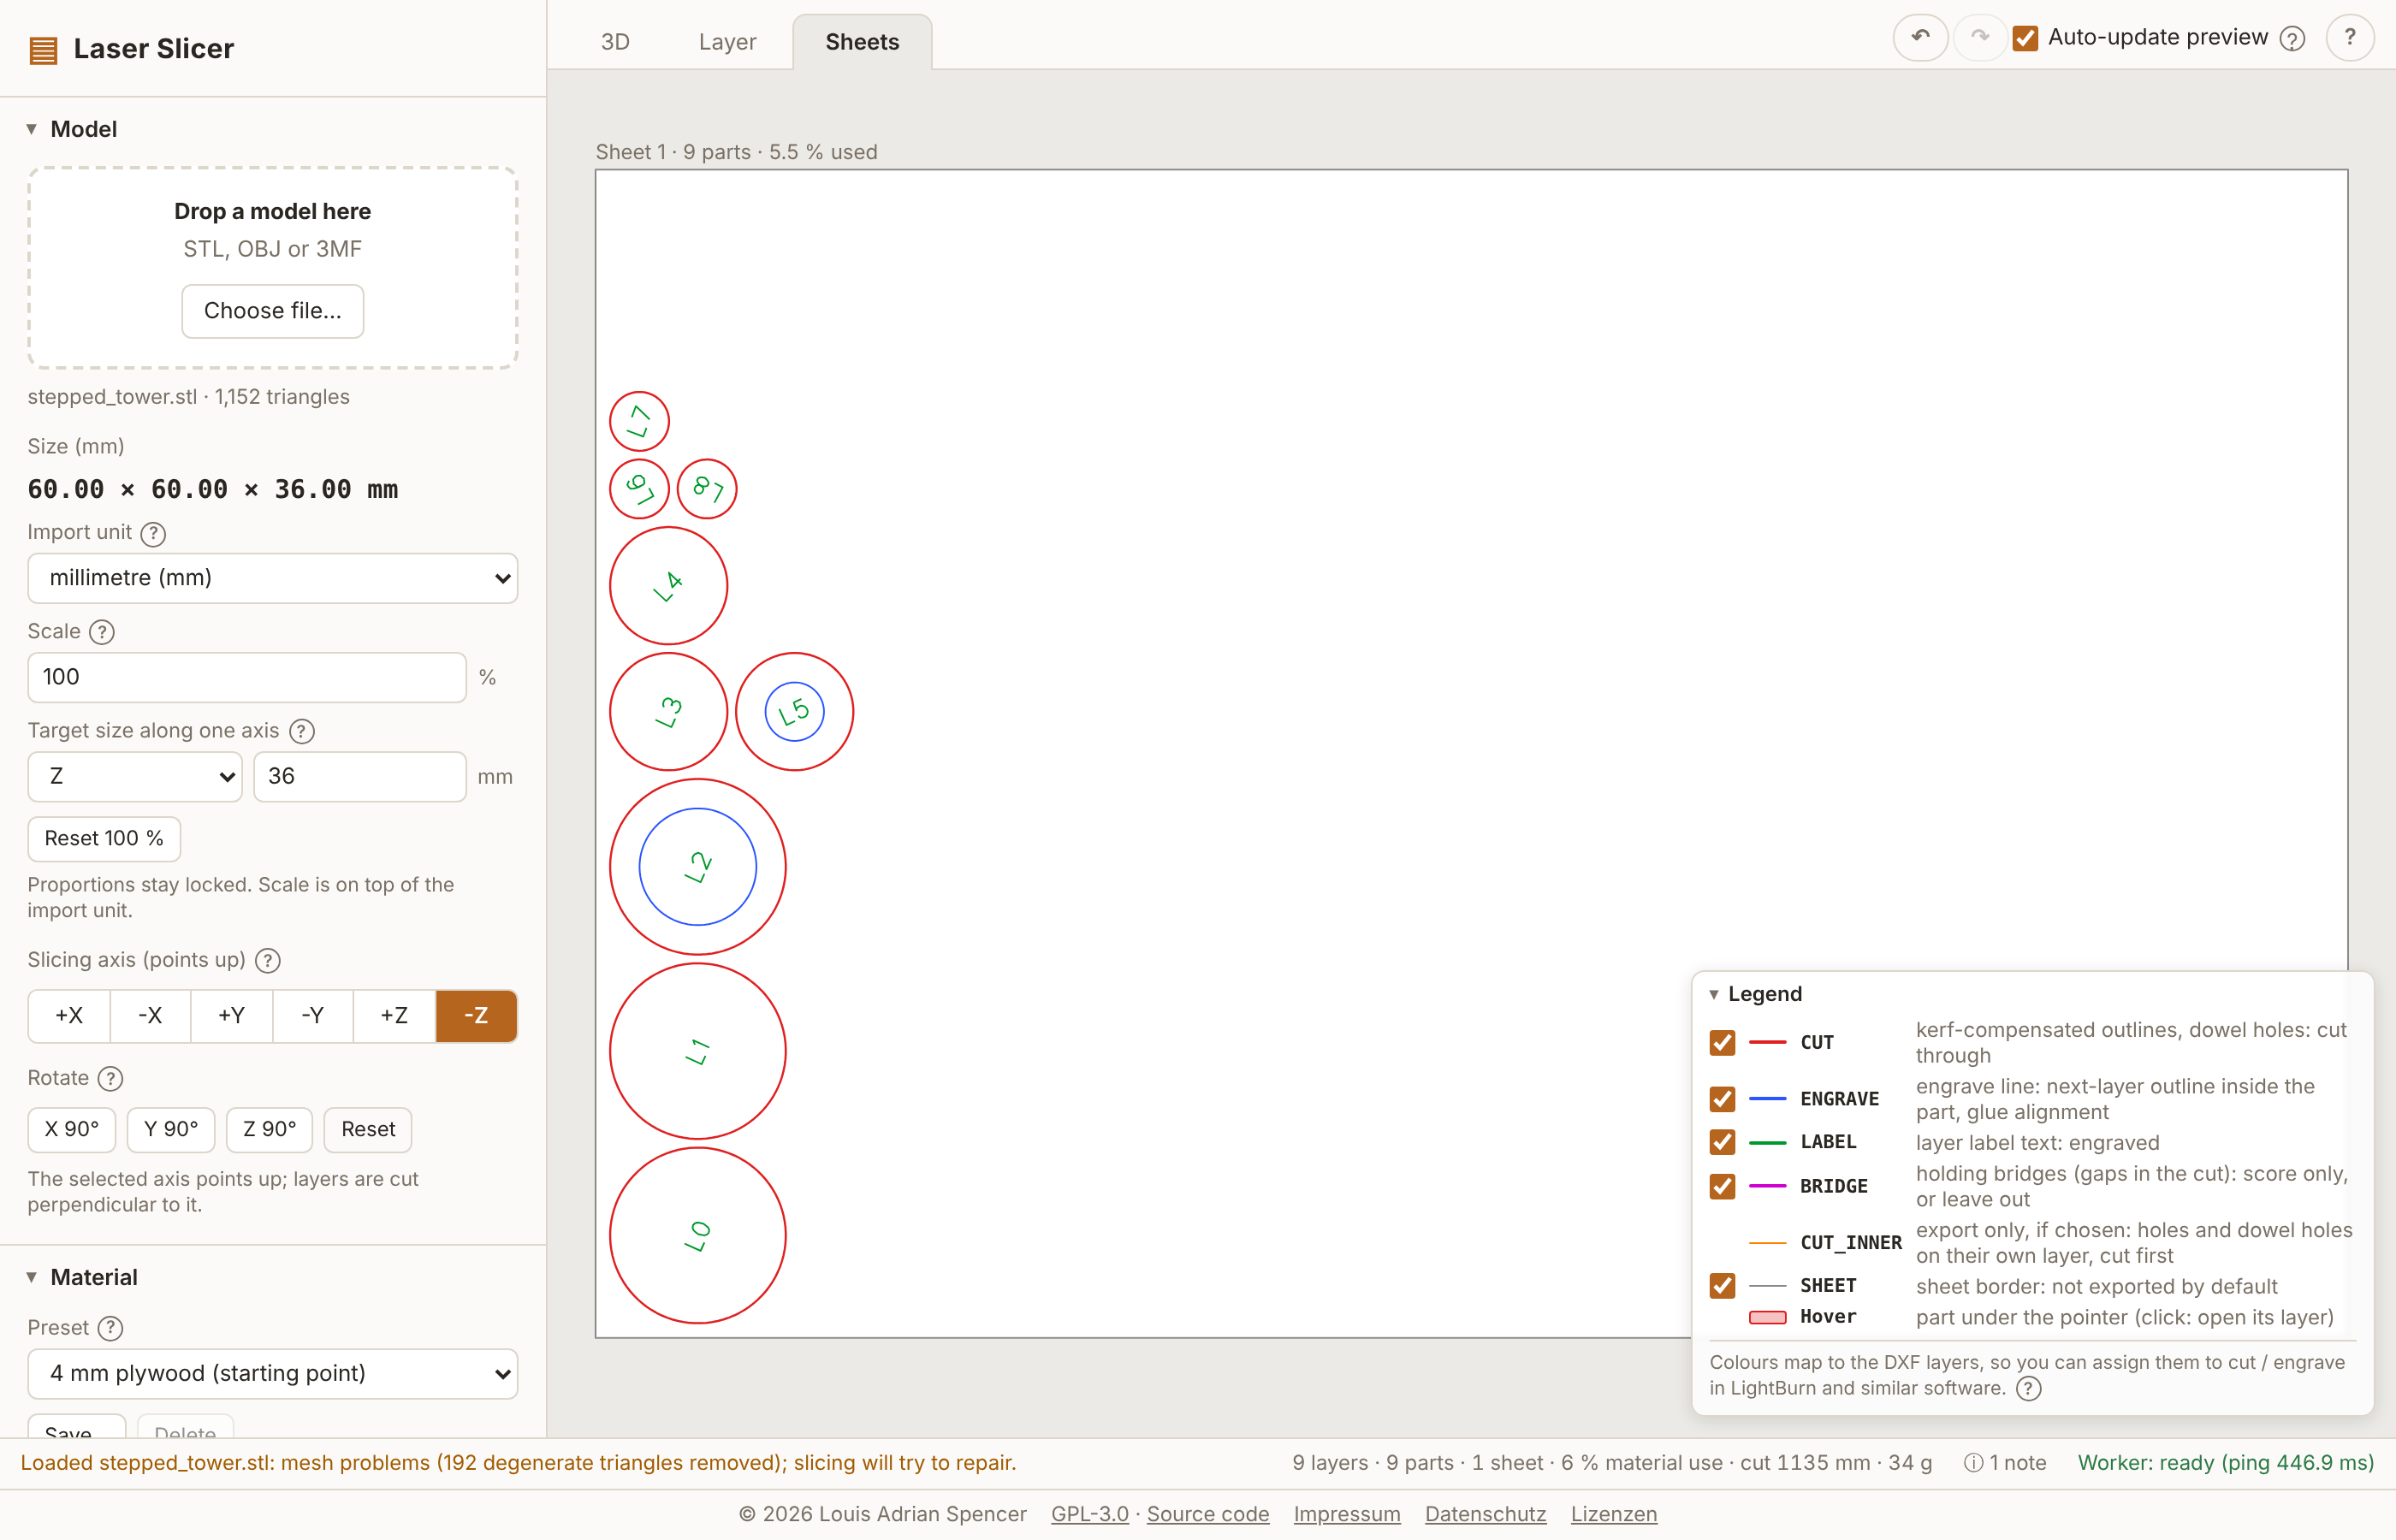 Laser Slicer
3D
Layer
Sheets
Auto-update preview ?
?
▼ Model
Drop a model here
STL, OBJ or 3MF
Choose file...
stepped_tower.stl · 1,152 triangles
Size (mm)
60.00 × 60.00 × 36.00 mm
Import unit ?
millimetre (mm)
Scale ?
100 %
Target size along one axis ?
Z 36 mm
Reset 100 %
Proportions stay locked. Scale is on top of the
import unit.
Slicing axis (points up) ?
+X -X +Y -Y +Z -Z
Rotate ?
X 90° Y 90° Z 90° Reset
The selected axis points up; layers are cut
perpendicular to it.
▼ Material
Preset ?
4 mm plywood (starting point)
Save... Delete
Sheet 1 · 9 parts · 5.5 % used
L7
L6
L8
L4
L3
L5
L2
L1
L0
▼ Legend
CUT kerf-compensated outlines, dowel holes: cut
through
ENGRAVE engrave line: next-layer outline inside the
part, glue alignment
LABEL layer label text: engraved
BRIDGE holding bridges (gaps in the cut): score only,
or leave out
CUT_INNER export only, if chosen: holes and dowel holes
on their own layer, cut first
SHEET sheet border: not exported by default
Hover part under the pointer (click: open its layer)
Colours map to the DXF layers, so you can assign them to cut / engrave
in LightBurn and similar software. ?
Loaded stepped_tower.stl: mesh problems (192 degenerate triangles removed); slicing will try to repair.
9 layers · 9 parts · 1 sheet · 6 % material use · cut 1135 mm · 34 g
ⓘ 1 note
Worker: ready (ping 446.9 ms)
© 2026 Louis Adrian Spencer GPL-3.0 · Source code Impressum Datenschutz Lizenzen